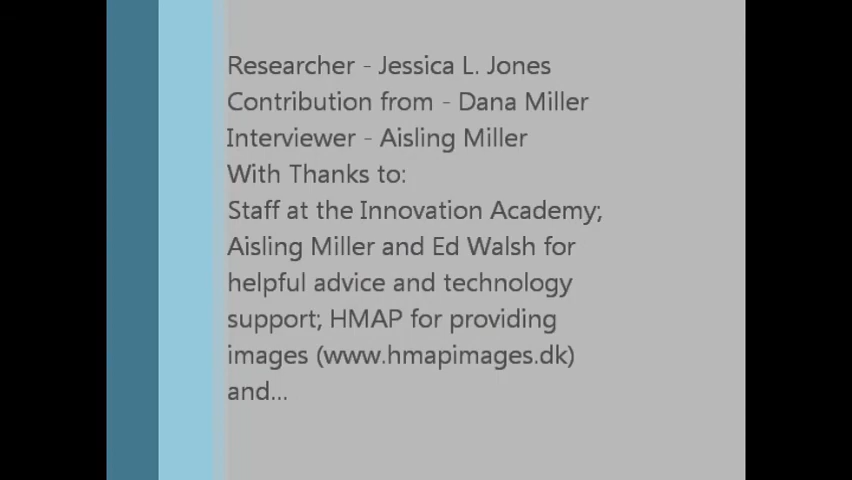 Researcher - Jessica L. Jones
Contribution from - Dana Miller
Interviewer - Aisling Miller
With Thanks to:
Staff at the Innovation Academy;
Aisling Miller and Ed Walsh for
helpful advice and technology
support; HMAP for providing
images (www.hmapimages.dk)
and...